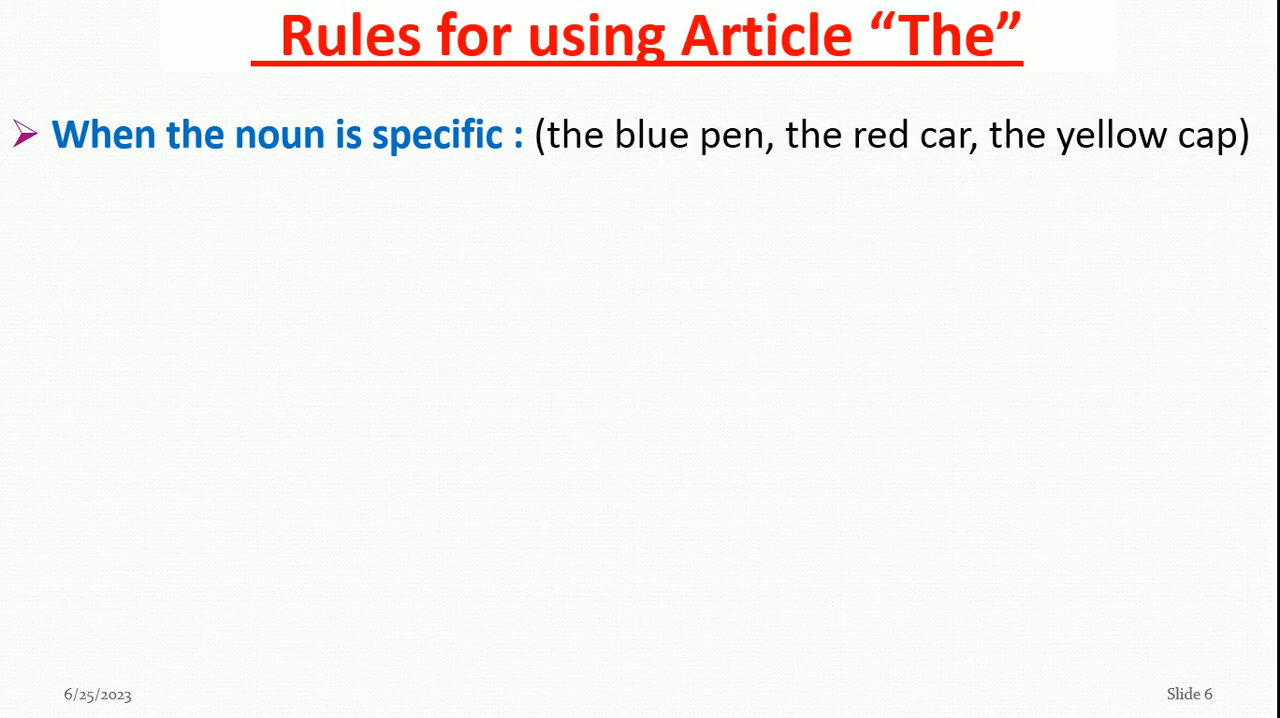 Rules for using Article “The”
➢ When the noun is specific : (the blue pen, the red car, the yellow cap)
6/25/2023
Slide 6